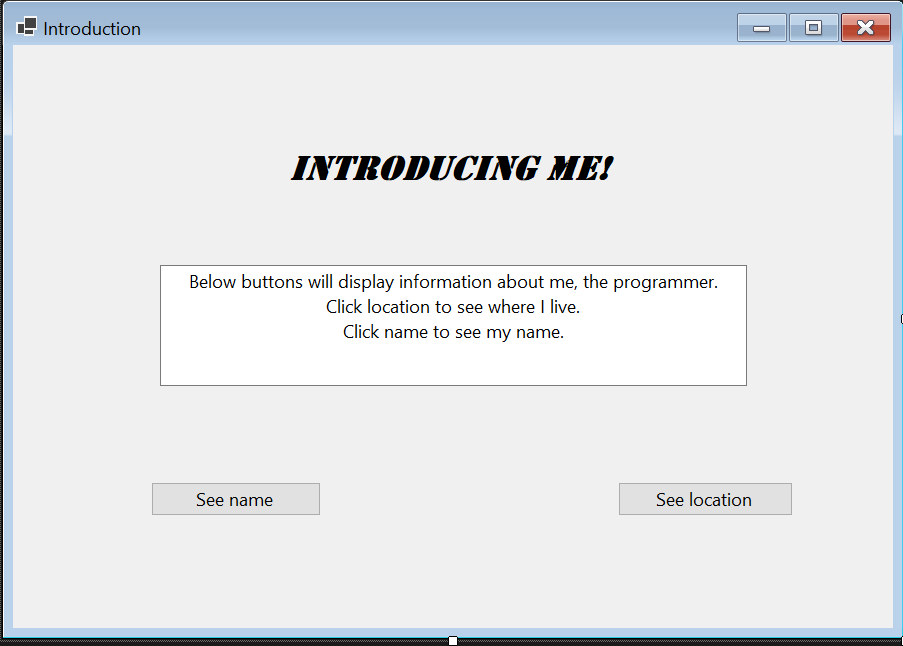 Introduction
INTRODUCING ME!
Below buttons will display information about me, the programmer.
Click location to see where I live.
Click name to see my name.
See name
See location